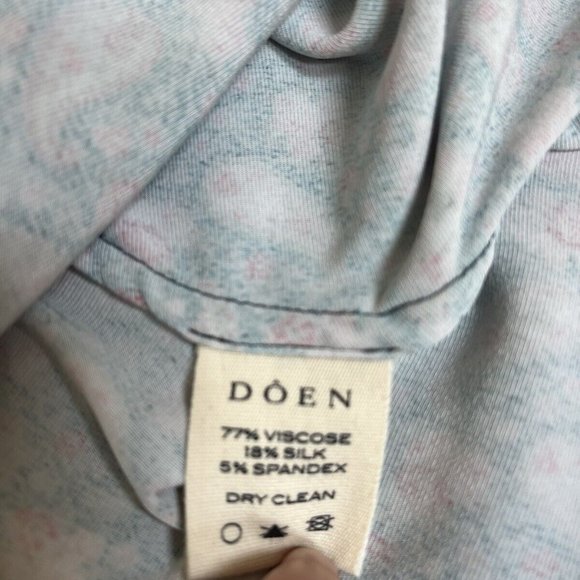 DÔEN
77% VISCOSE
18% SILK
5% SPANDEX
DRY CLEAN